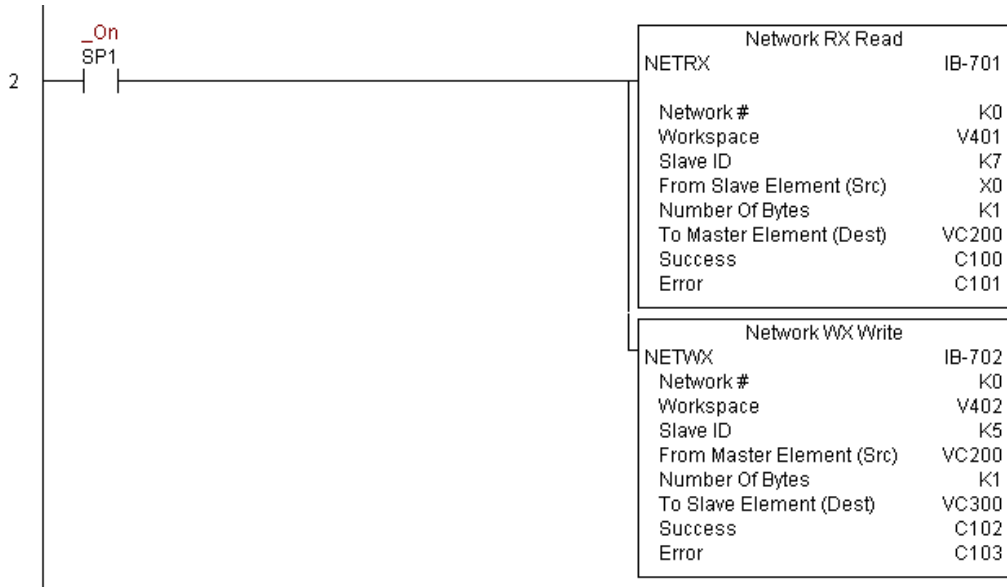 _On
SP1
2
Network RX Read
NETRX IB-701
Network # K0
Workspace V401
Slave ID K7
From Slave Element (Src) X0
Number Of Bytes K1
To Master Element (Dest) VC200
Success C100
Error C101
Network WX Write
NETWX IB-702
Network # K0
Workspace V402
Slave ID K5
From Master Element (Src) VC200
Number Of Bytes K1
To Slave Element (Dest) VC300
Success C102
Error C103